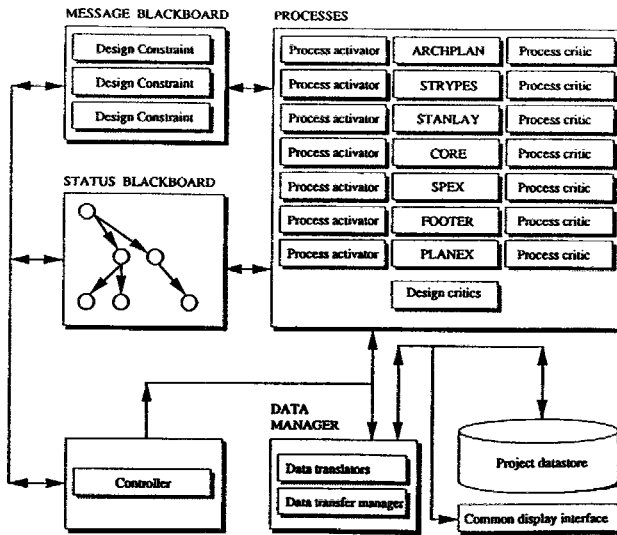 MESSAGE BLACKBOARD
Design Constraint
Design Constraint
Design Constraint
STATUS BLACKBOARD
PROCESSES
Process activator ARCHPLAN Process critic
Process activator STRYPES Process critic
Process activator STANLAY Process critic
Process activator CORE Process critic
Process activator SPEX Process critic
Process activator FOOTER Process critic
Process activator PLANEX Process critic
Design critics
Controller
DATA
MANAGER
Data translators
Data transfer manager
Project datastore
Common display interface